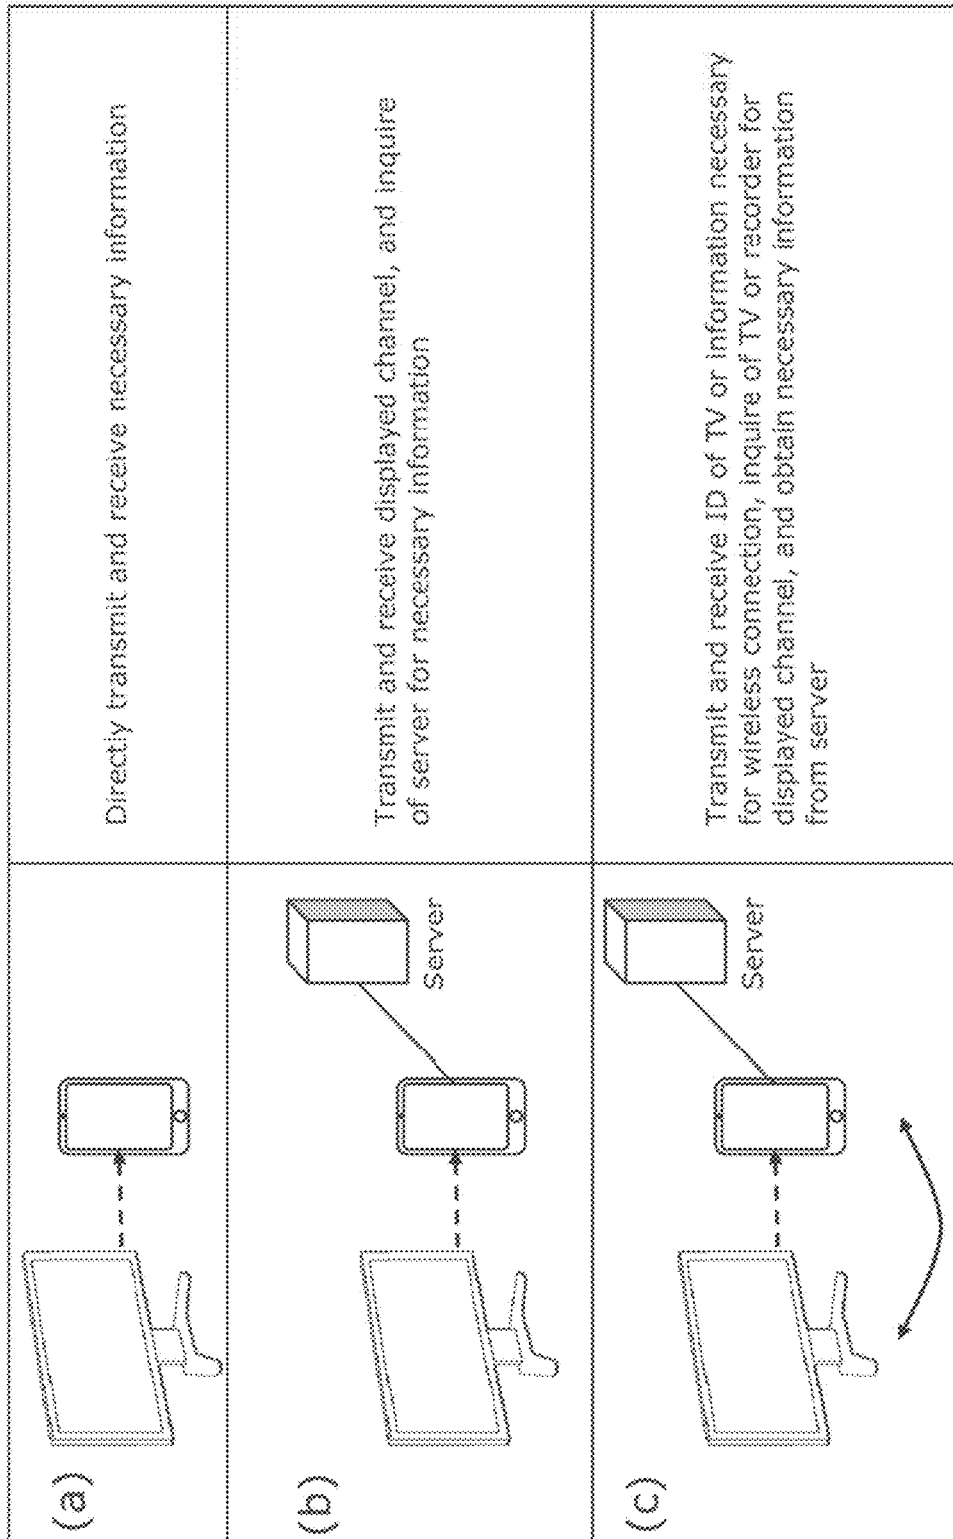 (a)
Directly transmit and receive necessary information
(b)
Server
Transmit and receive displayed channel, and inquire
of server for necessary information
(c)
Server
Transmit and receive ID of TV or information necessary
for wireless connection, inquire of TV or recorder for
displayed channel, and obtain necessary information
from server